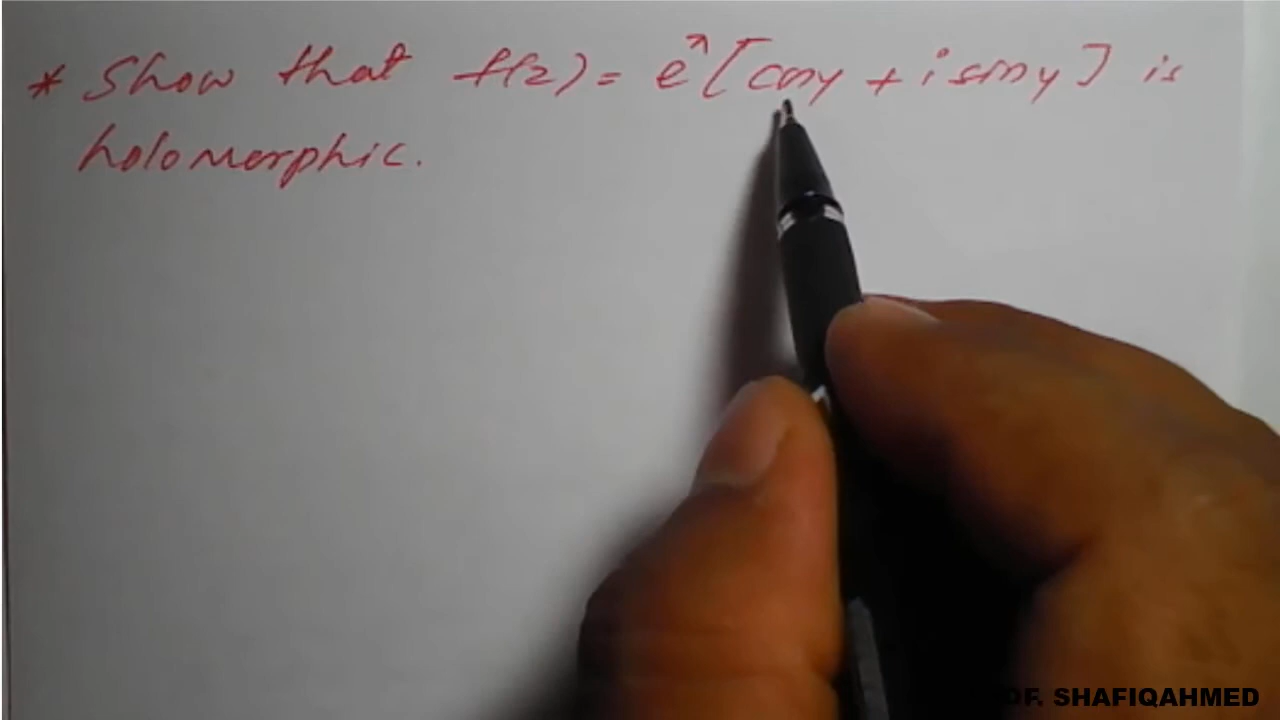 * Show that f(z) = e^x [cosy + i siny] is
holomorphic.
OF. SHAFIQAHMED